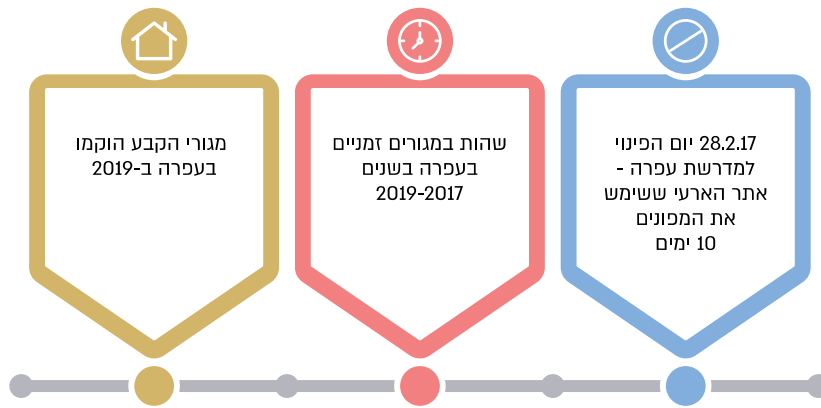 28.2.17 יום הפינוי
למדרשת עפרה -
אתר הארעי ששימש
את המפונים
10 ימים
שהות במגורים זמניים
בעפרה בשנים
2019-2017
מגורי הקבע הוקמו
בעפרה ב-2019